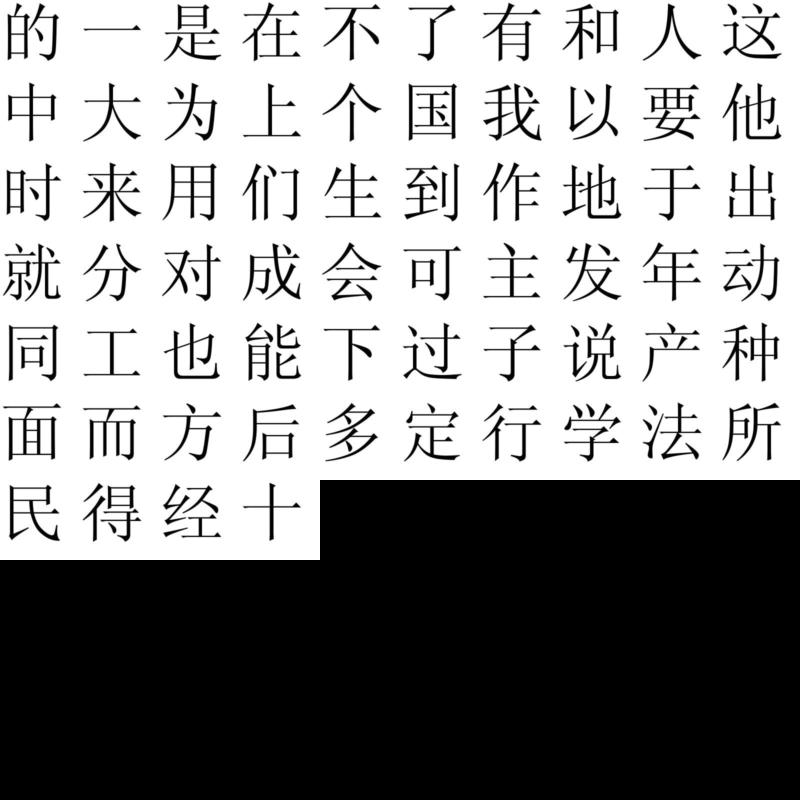 的一是在不了有和人这
中大为上个国我以要他
时来用们生到作地于出
就分对成会可主发年动
同工也能下过子说产种
面而方后多定行学法所
民得经十